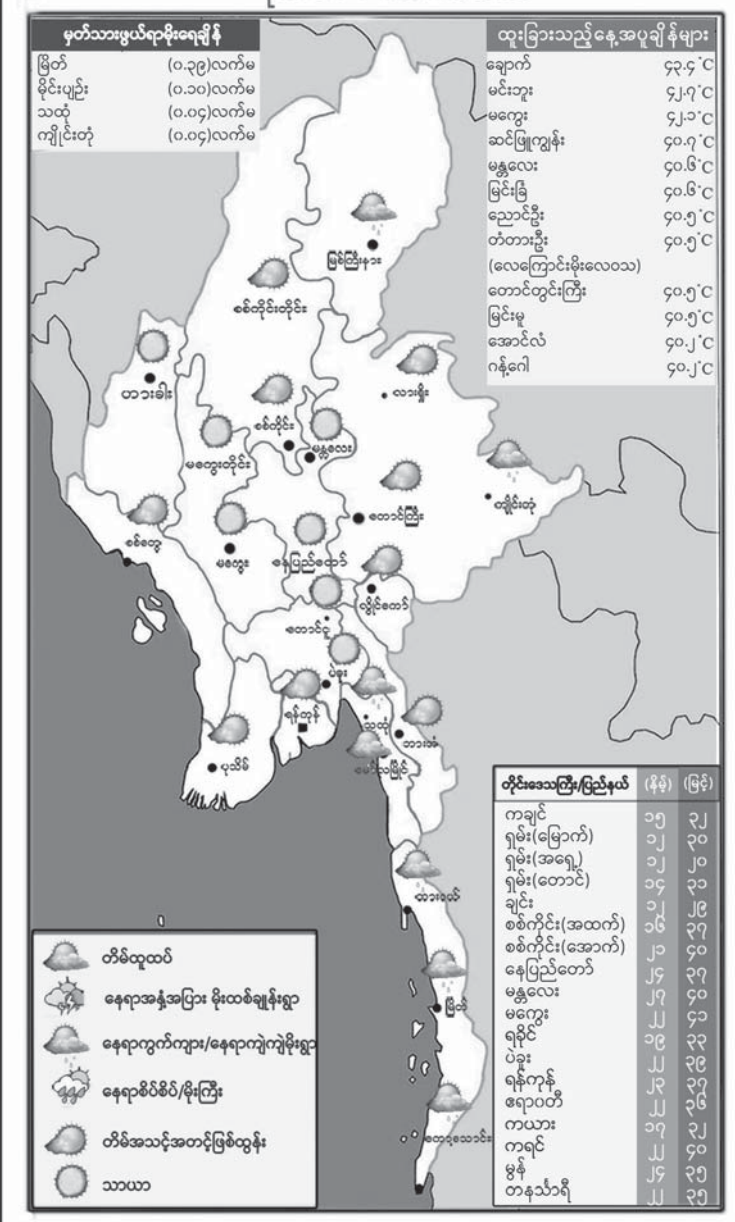 မှတ်သားဖွယ်ရာမိုးရေချိန်
မြိတ် (၀.၃၉)လက်မ
မိုင်းပျဉ်း (၀.၁၀)လက်မ
သထုံ (၀.၀၄)လက်မ
ကျိုင်းတုံ (၀.၀၄)လက်မ
ထူးခြားသည့်နေ့အပူချိန်များ
ချောက် ၄၃.၄°C
မင်းဘူး ၄၂.၇°C
မကွေး ၄၂.၁°C
ဆင်ဖြူကျွန်း ၄၀.၇°C
မန္တလေး ၄၀.၆°C
မြင်းခြံ ၄၀.၆°C
ညောင်ဦး ၄၀.၅°C
တံတားဦး ၄၀.၅°C
(လေကြောင်းမိုးလေဝသ)
တောင်တွင်းကြီး ၄၀.၅°C
မြင်းမူ ၄၀.၅°C
အောင်လံ ၄၀.၂°C
ဂန့်ဂေါ ၄၀.၂°C
မြစ်ကြီးနား
စစ်ကိုင်းတိုင်း
ဟားခါး
လားရှိုး
စစ်ကိုင်း
မန္တလေး
မကွေးတိုင်း
ကျိုင်းတုံ
တောင်ကြီး
စစ်တွေ
မကွေး
နေပြည်တော်
လွိုင်ကော်
တောင်ငူ
ပဲခူး
ရန်ကုန်
သထုံ
ဘားအံ
မော်လမြိုင်
ပုသိမ်
ထားဝယ်
မြိတ်
ကော့သောင်း
တိုင်းဒေသကြီး/ပြည်နယ် (နိမ့်) (မြင့်)
ကချင် ၁၅ ၃၂
ရှမ်း(မြောက်) ၁၂ ၃၀
ရှမ်း(အရှေ့) ၁၂ ၂၀
ရှမ်း(တောင်) ၁၄ ၃၁
ချင်း ၁၂ ၂၉
စစ်ကိုင်း(အထက်) ၁၆ ၃၇
စစ်ကိုင်း(အောက်) ၂၁ ၄၀
နေပြည်တော် ၂၄ ၃၇
မန္တလေး ၂၇ ၄၀
မကွေး ၂၂ ၄၁
ရခိုင် ၁၉ ၃၃
ပဲခူး ၂၂ ၃၉
ရန်ကုန် ၂၃ ၃၇
ဧရာဝတီ ၂၂ ၃၆
ကယား ၁၇ ၃၂
ကရင် ၂၂ ၄၀
မွန် ၂၄ ၃၅
တနင်္သာရီ ၂၂ ၃၅
တိမ်ထူထပ်
နေရာအနှံ့အပြား မိုးထစ်ချုန်းရွာ
နေရာကွက်ကျား/နေရာကျဲကျဲမိုးရွာ
နေရာစိပ်စိပ်/မိုးကြီး
တိမ်အသင့်အတင့်ဖြစ်ထွန်း
သာယာ